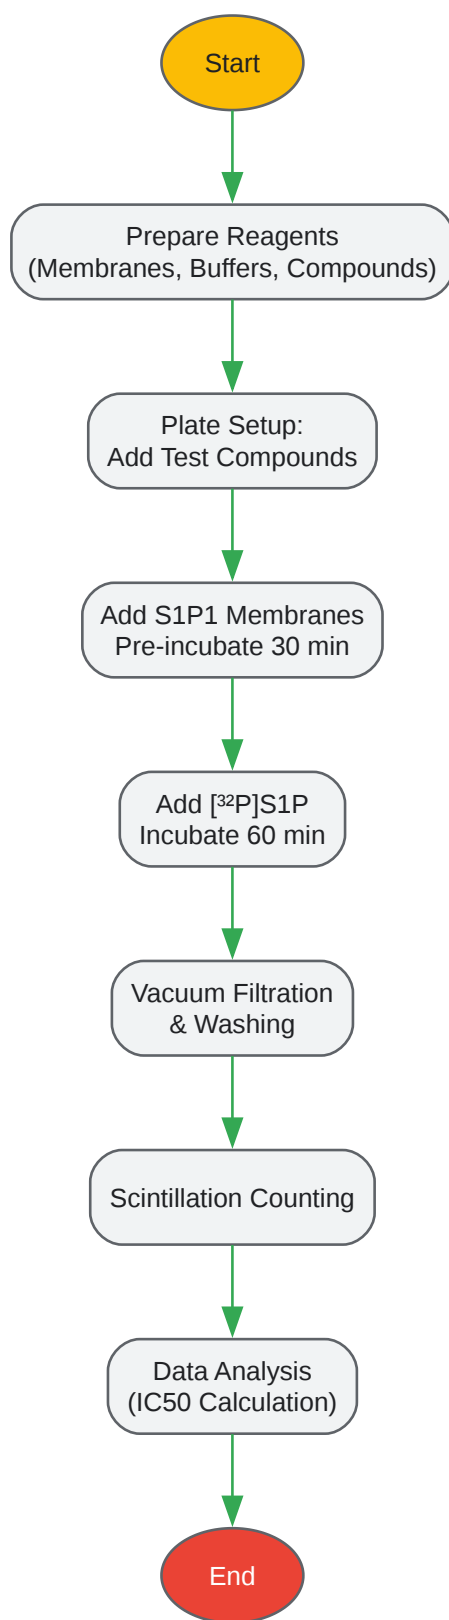 Start
Prepare Reagents
(Membranes, Buffers, Compounds)
Plate Setup:
Add Test Compounds
Add S1P1 Membranes
Pre-incubate 30 min
Add [³²P]S1P
Incubate 60 min
Vacuum Filtration
& Washing
Scintillation Counting
Data Analysis
(IC50 Calculation)
End